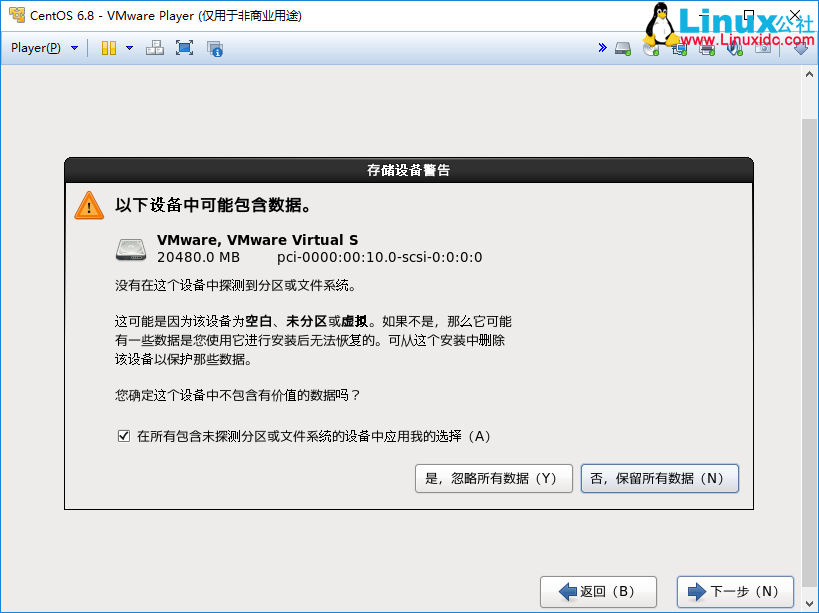 CentOS 6.8 - VMware Player (仅用于非商业用途)
Linux公社
www.Linuxidc.com
Player(P)
存储设备警告
以下设备中可能包含数据。
VMware, VMware Virtual S
20480.0 MB pci-0000:00:10.0-scsi-0:0:0:0
没有在这个设备中探测到分区或文件系统。
这可能是因为该设备为空白、未分区或虚拟。如果不是，那么它可能
有一些数据是您使用它进行安装后无法恢复的。可从这个安装中删除
该设备以保护那些数据。
您确定这个设备中不包含有价值的数据吗？
在所有包含未探测分区或文件系统的设备中应用我的选择（A）
是，忽略所有数据（Y） 否，保留所有数据（N）
返回（B） 下一步（N）